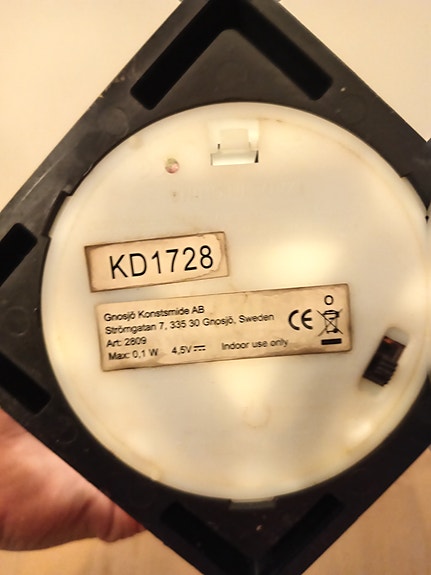 KD1728
Gnosjö Konstsmide AB
Strömgatan 7, 335 30 Gnosjö, Sweden
Art: 2809
Max: 0,1 W 4,5V⎓ Indoor use only
CE